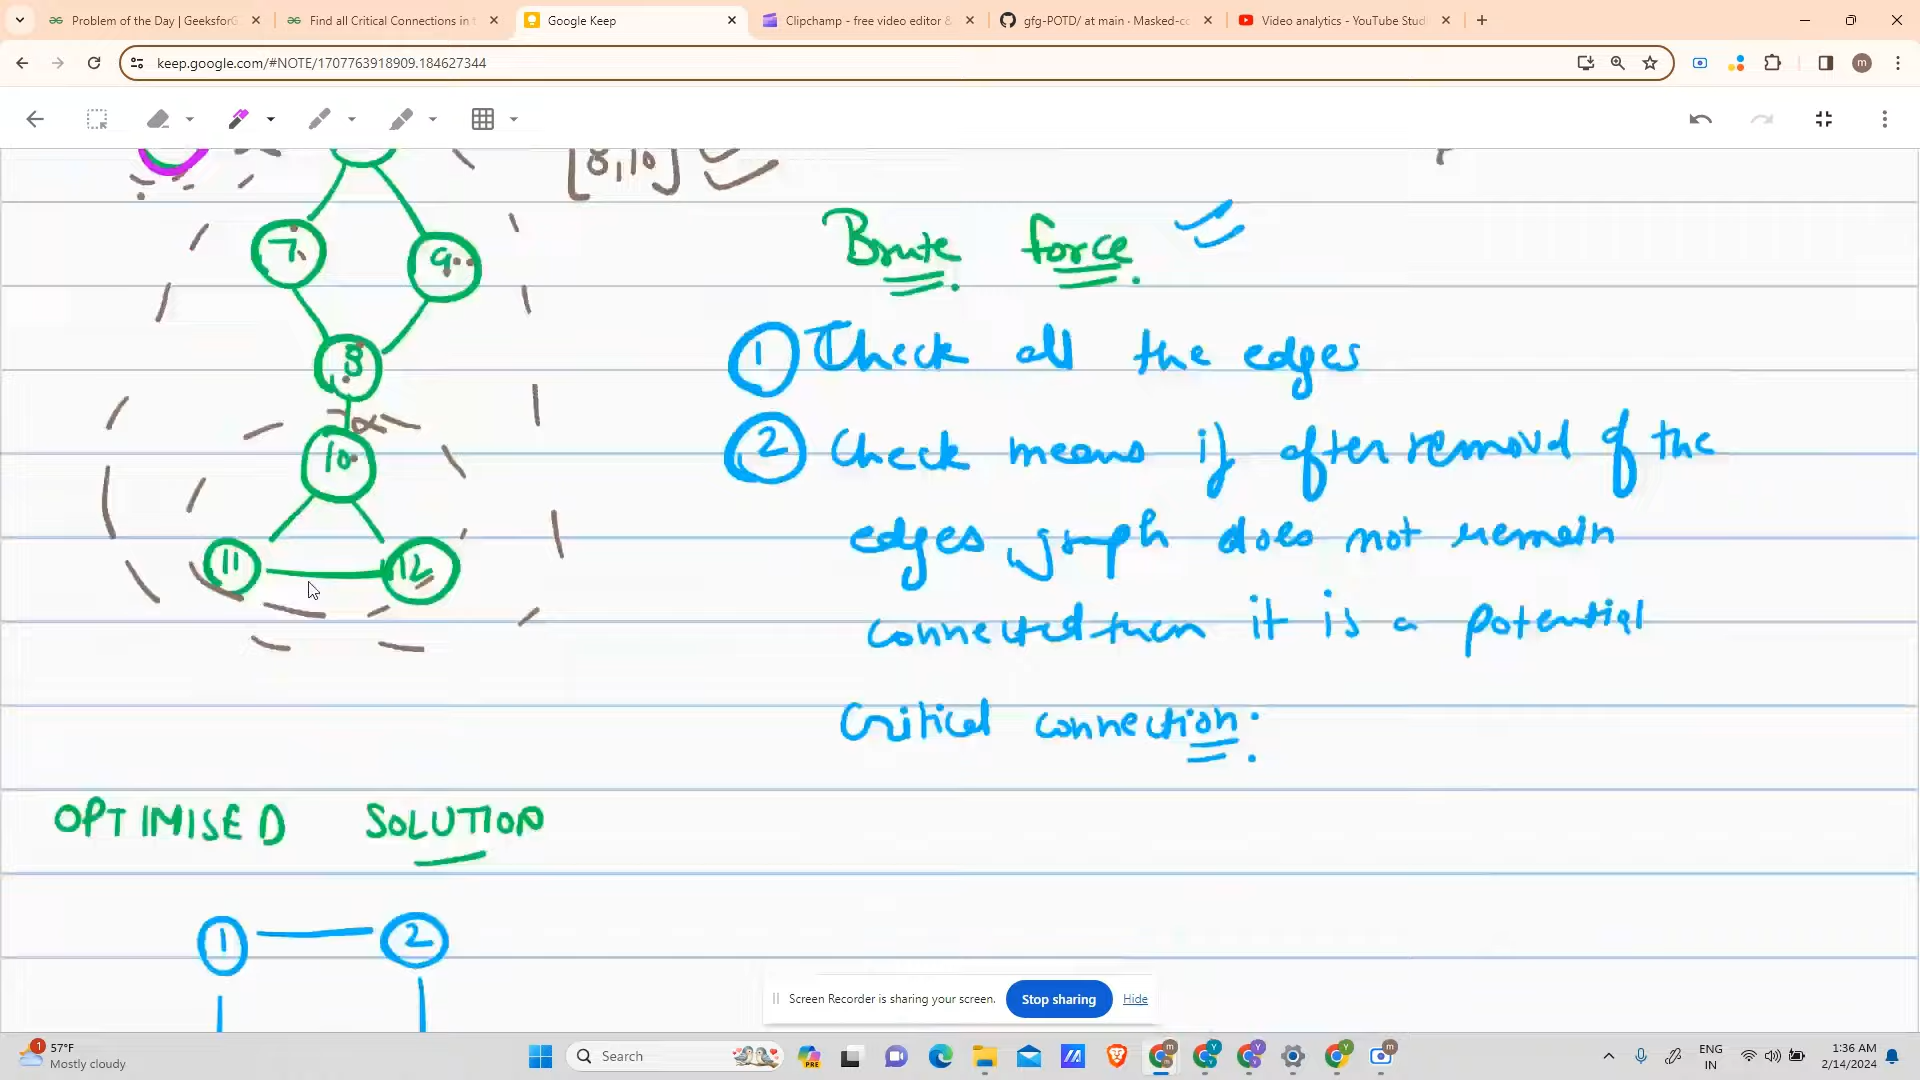 Problem of the Day | GeeksforG
Find all Critical Connections in t
Google Keep
Clipchamp - free video editor &
gfg-POTD/ at main · Masked-co
Video analytics - YouTube Studi
keep.google.com/#NOTE/1707763918909.184627344
m
[8,10]
7
9
8
10
11
12
Brute force
1 Check all the edges
2 Check means if after removal of the
edges, graph does not remain
connected then it is a potential
Critical connection.
OPTIMISED SOLUTION
1
2
Screen Recorder is sharing your screen.
Stop sharing
Hide
1
57°F
Mostly cloudy
Search
PRE
m
Y
Y
Y
m
ENG
IN
1:36 AM
2/14/2024